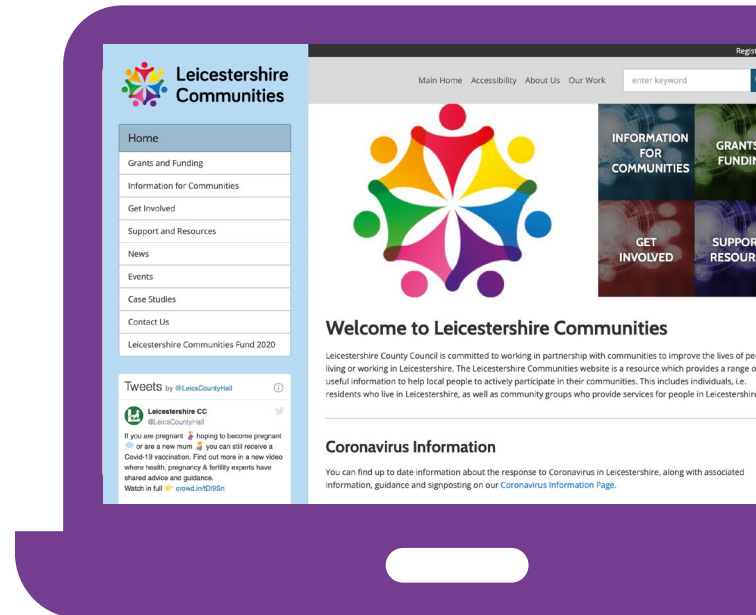 Regist
Leicestershire
Communities
Main Home Accessibility About Us Our Work enter keyword
Home
Grants and Funding
Information for Communities
Get Involved
Support and Resources
News
Events
Case Studies
Contact Us
Leicestershire Communities Fund 2020
INFORMATION
FOR
COMMUNITIES
GRANTS
FUNDIN
GET
INVOLVED
SUPPOR
RESOUR
Welcome to Leicestershire Communities
Leicestershire County Council is committed to working in partnership with communities to improve the lives of peo
living or working in Leicestershire. The Leicestershire Communities website is a resource which provides a range o
useful information to help local people to actively participate in their communities. This includes individuals, i.e.
residents who live in Leicestershire, as well as community groups who provide services for people in Leicestershire
Tweets by @LeicsCountyHall
Leicestershire CC
@LeicsCountyHall
If you are pregnant hoping to become pregnant
or are a new mum you can still receive a
Covid-19 vaccination. Find out more in a new video
where health, pregnancy & fertility experts have
shared advice and guidance.
Watch in full crowd.in/tDI9Sn
Coronavirus Information
You can find up to date information about the response to Coronavirus in Leicestershire, along with associated
information, guidance and signposting on our Coronavirus Information Page.